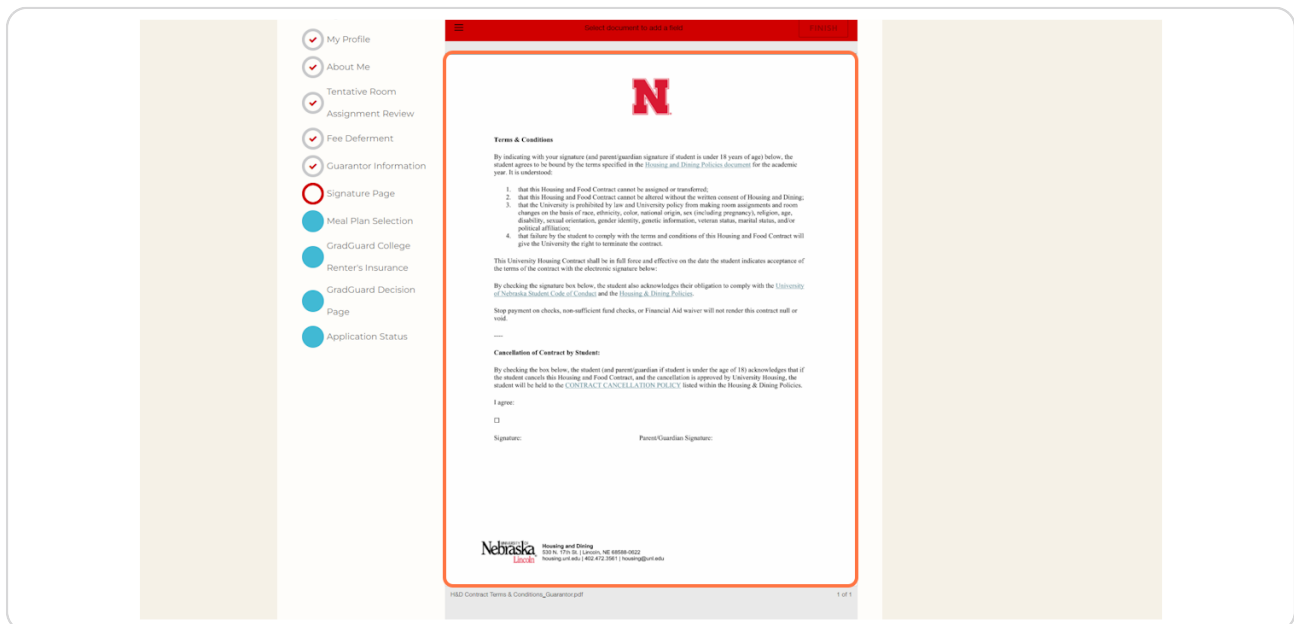 My Profile
About Me
Tentative Room
Assignment Review
Fee Deferment
Guarantor Information
Signature Page
Meal Plan Selection
GradGuard College
Renter's Insurance
GradGuard Decision
Page
Application Status
Select document to add a field
FINISH
N
Terms & Conditions
By indicating with your signature (and parent/guardian signature if student is under 18 years of age) below, the
student agrees to be bound by the terms specified in the Housing and Dining Policies document for the academic
year. It is understood:
1. that this Housing and Food Contract cannot be assigned or transferred;
2. that this Housing and Food Contract cannot be altered without the written consent of Housing and Dining;
3. that the University is prohibited by law and University policy from making room assignments and room
changes on the basis of race, ethnicity, color, national origin, sex (including pregnancy), religion, age,
disability, sexual orientation, gender identity, genetic information, veteran status, marital status, and/or
political affiliation;
4. that failure by the student to comply with the terms and conditions of this Housing and Food Contract will
give the University the right to terminate the contract.
This University Housing Contract shall be in full force and effective on the date the student indicates acceptance of
the terms of the contract with the electronic signature below:
By checking the signature box below, the student also acknowledges their obligation to comply with the University
of Nebraska Student Code of Conduct and the Housing & Dining Policies.
Stop payment on checks, non-sufficient fund checks, or Financial Aid waiver will not render this contract null or
void.
Cancellation of Contract by Student:
By checking the box below, the student (and parent/guardian if student is under the age of 18) acknowledges that if
the student cancels this Housing and Food Contract, and the cancellation is approved by University Housing, the
student will be held to the CONTRACT CANCELLATION POLICY listed within the Housing & Dining Policies.
I agree:
Signature: Parent/Guardian Signature:
UNIVERSITY OF
Nebraska
Lincoln
Housing and Dining
530 N. 17th St. | Lincoln, NE 68588-0622
housing.unl.edu | 402.472.3561 | housing@unl.edu
H&D Contract Terms & Conditions_Guarantor.pdf
1 of 1